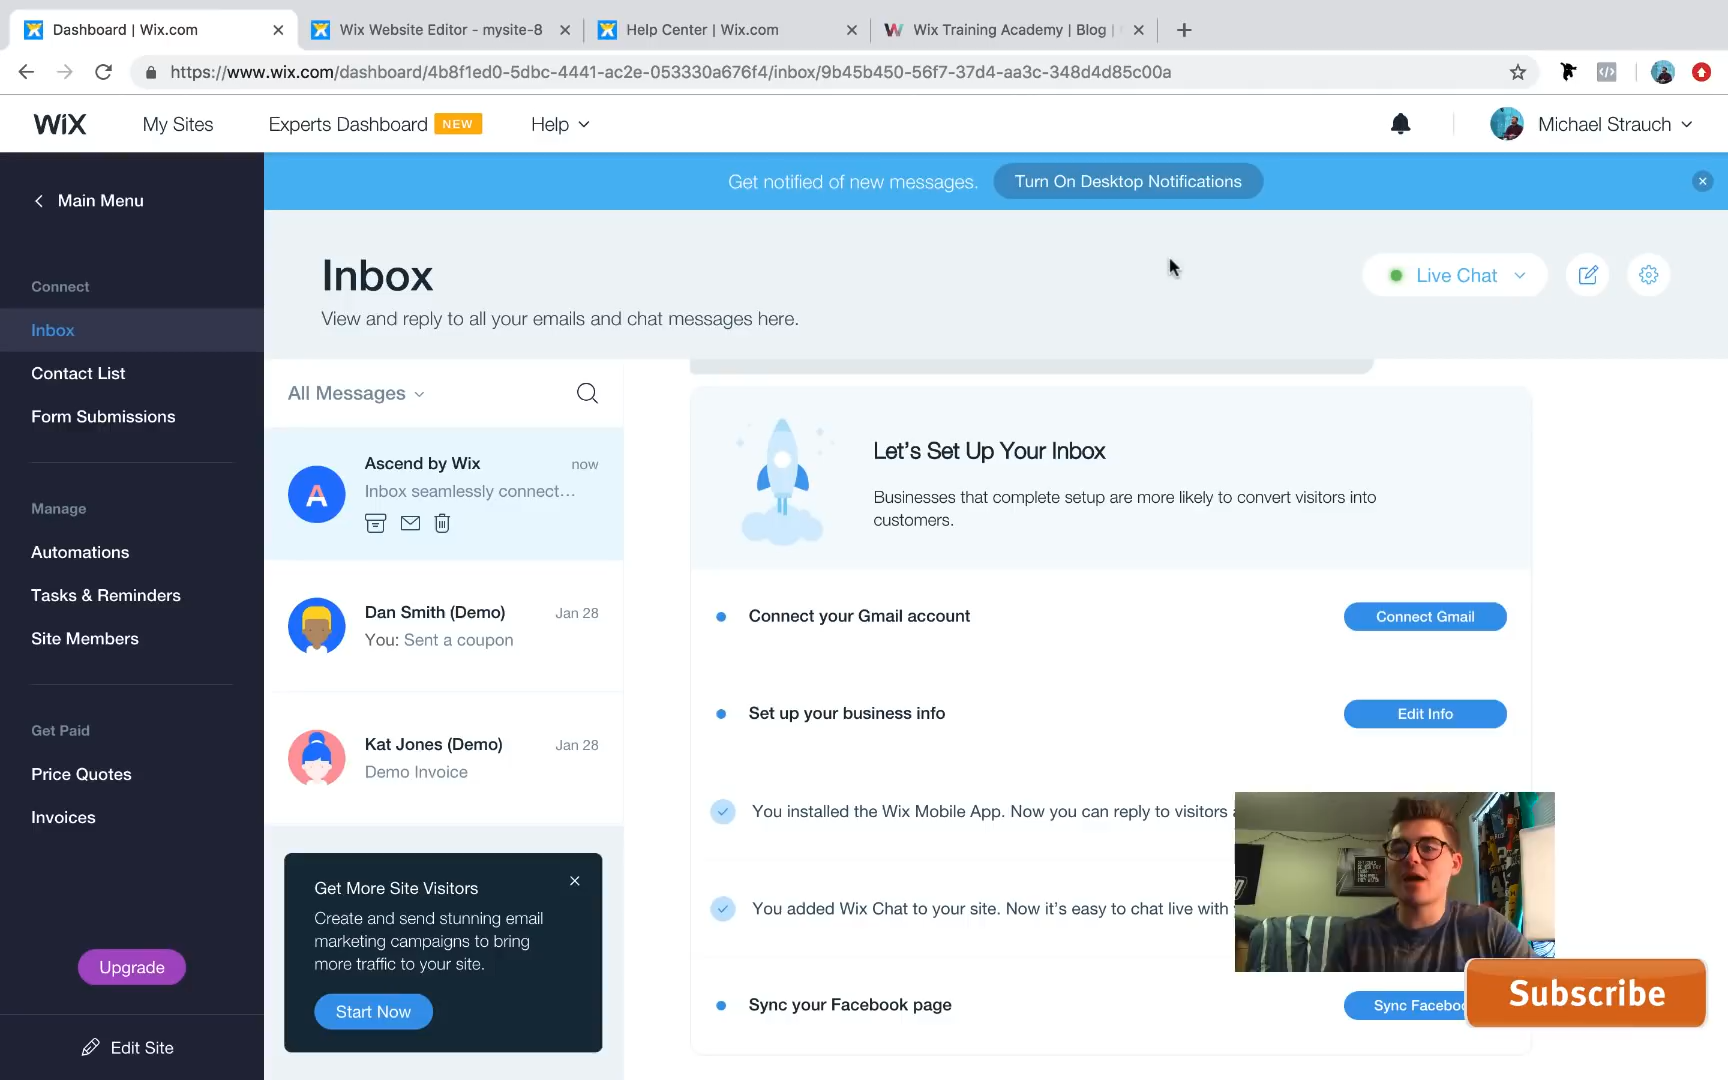 Dashboard | Wix.com
Wix Website Editor - mysite-8
Help Center | Wix.com
Wix Training Academy | Blog |
https://www.wix.com/dashboard/4b8f1ed0-5dbc-4441-ac2e-053330a676f4/inbox/9b45b450-56f7-37d4-aa3c-348d4d85c00a
WIX
My Sites
Experts Dashboard NEW
Help
Michael Strauch
Get notified of new messages.
Turn On Desktop Notifications
Main Menu
Connect
Inbox
Contact List
Form Submissions
Manage
Automations
Tasks & Reminders
Site Members
Get Paid
Price Quotes
Invoices
Upgrade
Edit Site
Inbox
View and reply to all your emails and chat messages here.
Live Chat
All Messages
A
Ascend by Wix now
Inbox seamlessly connect...
Dan Smith (Demo) Jan 28
You: Sent a coupon
Kat Jones (Demo) Jan 28
Demo Invoice
Get More Site Visitors
Create and send stunning email
marketing campaigns to bring
more traffic to your site.
Start Now
Let's Set Up Your Inbox
Businesses that complete setup are more likely to convert visitors into
customers.
Connect your Gmail account
Connect Gmail
Set up your business info
Edit Info
You installed the Wix Mobile App. Now you can reply to visitors
You added Wix Chat to your site. Now it's easy to chat live with
Sync your Facebook page
Sync Facebo
Subscribe